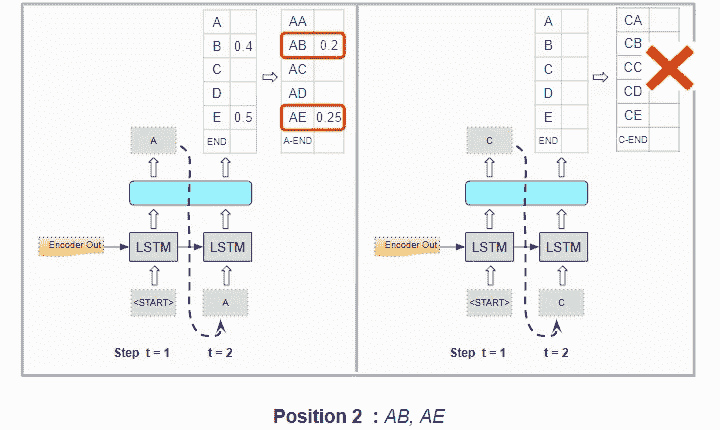 A
B 0.4
C
D
E 0.5
END
AA
AB 0.2
AC
AD
AE 0.25
A-END
A
Encoder Out
LSTM
LSTM
<START>
A
Step t = 1
t = 2
A
B
C
D
E
END
CA
CB
CC
CD
CE
C-END
C
Encoder Out
LSTM
LSTM
<START>
C
Step t = 1
t = 2
Position 2 : AB, AE